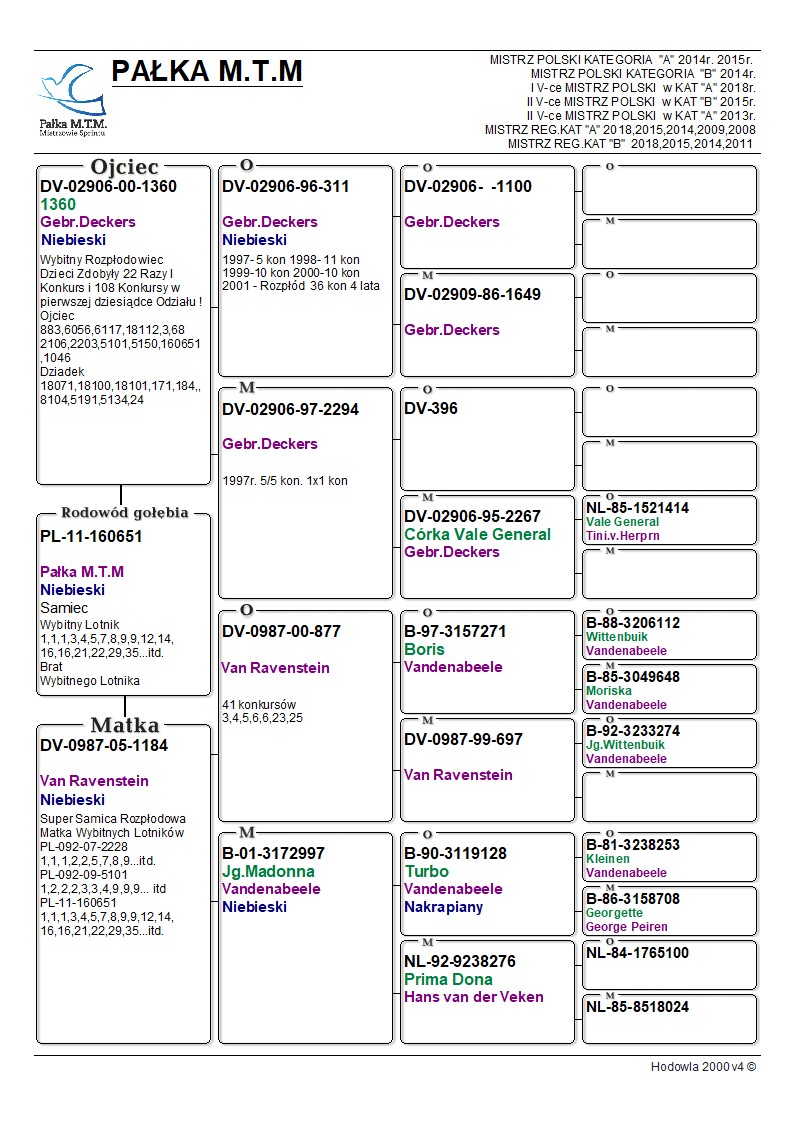 PAŁKA M.T.M
Pałka M.T.M.
Mistrzowie Sprintu
MISTRZ POLSKI KATEGORIA "A" 2014r. 2015r.
MISTRZ POLSKI KATEGORIA "B" 2014r.
I V-ce MISTRZ POLSKI w KAT "A" 2018r.
II V-ce MISTRZ POLSKI w KAT "B" 2015r.
II V-ce MISTRZ POLSKI w KAT "A" 2013r.
MISTRZ REG.KAT "A" 2018,2015,2014,2009,2008
MISTRZ REG.KAT "B" 2018,2015,2014,2011
Ojciec
DV-02906-00-1360
1360
Gebr.Deckers
Niebieski
Wybitny Rozpłodowiec
Dzieci Zdobyły 22 Razy I
Konkurs i 108 Konkursy w
pierwszej dziesiądce Odziału !
Ojciec
883,6056,6117,18112,3,68
2106,2203,5101,5150,160651
,1046
Dziadek
18071,18100,18101,171,184,,
8104,5191,5134,24
Rodowód gołębia
PL-11-160651
Pałka M.T.M
Niebieski
Samiec
Wybitny Lotnik
1,1,1,3,4,5,7,8,9,9,12,14,
16,16,21,22,29,35...itd.
Brat
Wybitnego Lotnika
Matka
DV-0987-05-1184
Van Ravenstein
Niebieski
Super Samica Rozpłodowa
Matka Wybitnych Lotników
PL-092-07-2228
1,1,1,2,2,5,7,8,9...itd.
PL-092-09-5101
1,2,2,2,3,3,4,9,9,9... itd
PL-11-160651
1,1,1,3,4,5,7,8,9,9,12,14,
16,16,21,22,29,35...itd.
O
DV-02906-96-311
Gebr.Deckers
Niebieski
1997- 5 kon 1998- 11 kon
1999-10 kon 2000-10 kon
2001 - Rozpłód 36 kon 4 lata
M
DV-02906-97-2294
Gebr.Deckers
1997r. 5/5 kon. 1x1 kon
O
DV-0987-00-877
Van Ravenstein
41 konkursów
3,4,5,6,6,23,25
M
B-01-3172997
Jg.Madonna
Vandenabeele
Niebieski
O
DV-02906- -1100
Gebr.Deckers
M
DV-02909-86-1649
Gebr.Deckers
O
DV-396
M
DV-02906-95-2267
Córka Vale General
Gebr.Deckers
O
B-97-3157271
Boris
Vandenabeele
M
DV-0987-99-697
Van Ravenstein
O
B-90-3119128
Turbo
Vandenabeele
Nakrapiany
M
NL-92-9238276
Prima Dona
Hans van der Veken
O
M
O
M
O
M
O
NL-85-1521414
Vale General
Tini.v.Herprn
M
O
B-88-3206112
Wittenbuik
Vandenabeele
M
B-85-3049648
Moriska
Vandenabeele
O
B-92-3233274
Jg.Wittenbuik
Vandenabeele
M
O
B-81-3238253
Kleinen
Vandenabeele
M
B-86-3158708
Georgette
George Peiren
O
NL-84-1765100
M
NL-85-8518024
Hodowla 2000 v4 ©